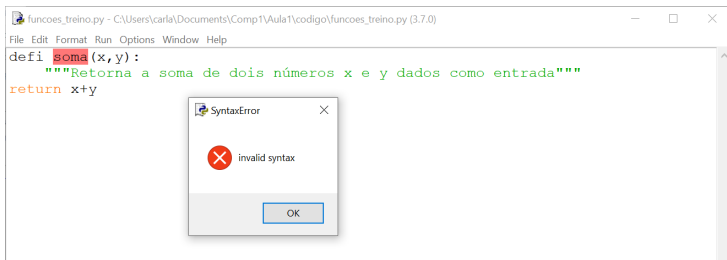 funcoes_treino.py - C:\Users\carla\Documents\Comp1\Aula1\codigo\funcoes_treino.py (3.7.0)
File Edit Format Run Options Window Help
defi soma(x,y):
"""Retorna a soma de dois números x e y dados como entrada"""
return x+y
SyntaxError
invalid syntax
OK